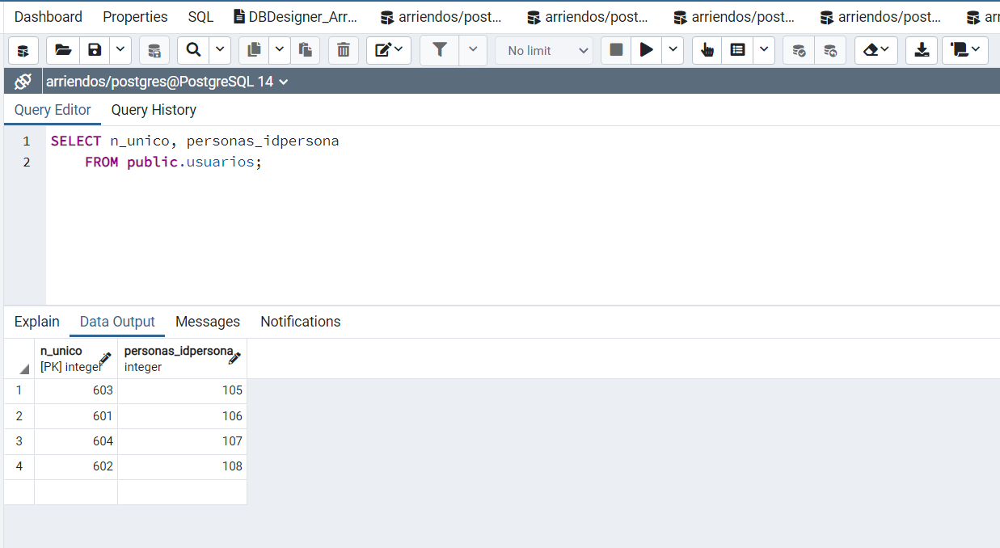 Dashboard Properties SQL DBDesigner_Arr... arriendos/post... arriendos/post... arriendos/post... arriendos/post... arr
No limit
arriendos/postgres@PostgreSQL 14
Query Editor Query History
1 SELECT n_unico, personas_idpersona
2 FROM public.usuarios;
Explain Data Output Messages Notifications
n_unico personas_idpersona
[PK] integer integer
1 603 105
2 601 106
3 604 107
4 602 108